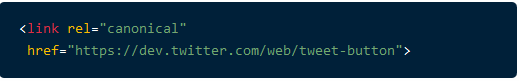 <link rel="canonical"
href="https://dev.twitter.com/web/tweet-button">